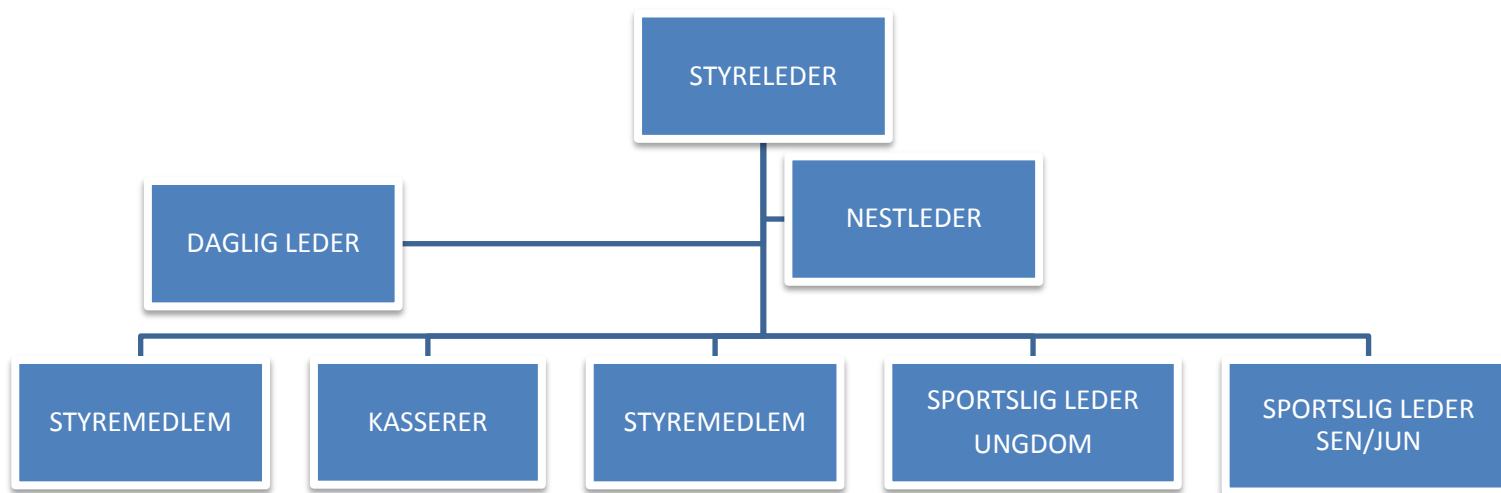 STYRELEDER
NESTLEDER
DAGLIG LEDER
STYREMEDLEM
KASSERER
STYREMEDLEM
SPORTSLIG LEDER
UNGDOM
SPORTSLIG LEDER
SEN/JUN